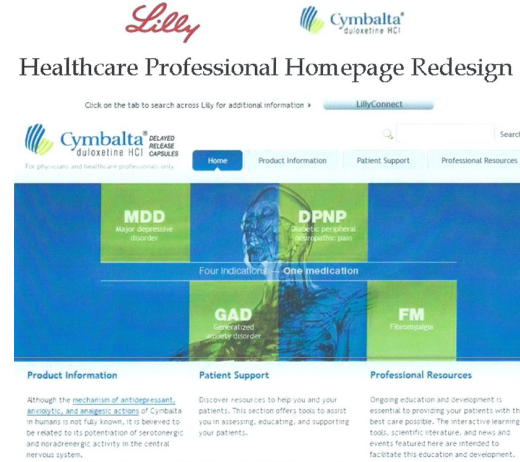 Lilly
Cymbalta®
duloxetine HCl
Healthcare Professional Homepage Redesign
Click on the tab to search across Lilly for additional information
LillyConnect
Cymbalta® DELAYED RELEASE CAPSULES
duloxetine HCl
For physicians and healthcare professionals only
Search
Home Product Information Patient Support Professional Resources
MDD
Major depressive
disorder
DPNP
Diabetic peripheral
neuropathic pain
Four indications — One medication
GAD
Generalized
anxiety disorder
FM
Fibromyalgia
Product Information
Although the mechanism of antidepressant,
anxiolytic, and analgesic actions of Cymbalta
in humans is not fully known, it is believed to
be related to its potentiation of serotonergic
and noradrenergic activity in the central
nervous system.
Patient Support
Discover resources to help you and your
patients. This section offers tools to assist
you in assessing, educating, and supporting
your patients.
Professional Resources
Ongoing education and development is
essential to providing your patients with th
best care possible. The interactive learning
tools, scientific literature, and news and
events featured here are intended to
facilitate this education and development.